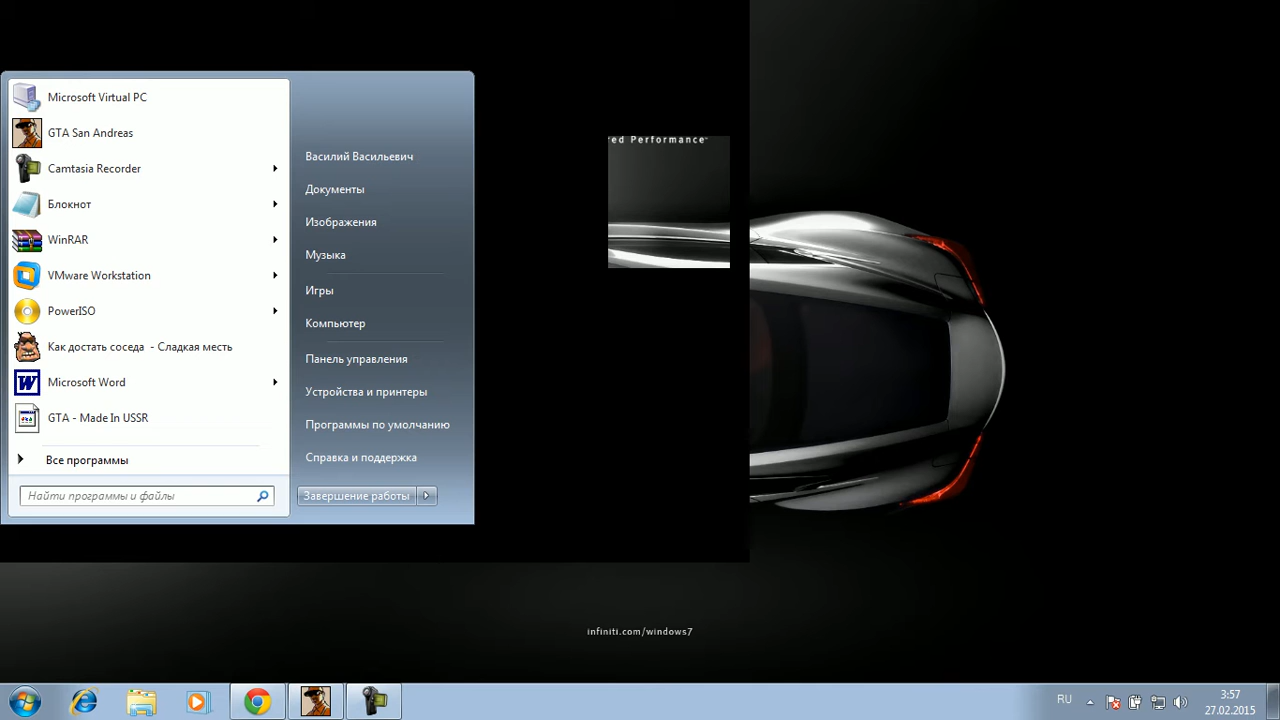 Microsoft Virtual PC
GTA San Andreas
Camtasia Recorder
Блокнот
WinRAR
VMware Workstation
PowerISO
Как достать соседа - Сладкая месть
Microsoft Word
GTA - Made In USSR
Все программы
Найти программы и файлы
Василий Васильевич
Документы
Изображения
Музыка
Игры
Компьютер
Панель управления
Устройства и принтеры
Программы по умолчанию
Справка и поддержка
Завершение работы
red Performance™
infiniti.com/windows7
RU
3:57
27.02.2015